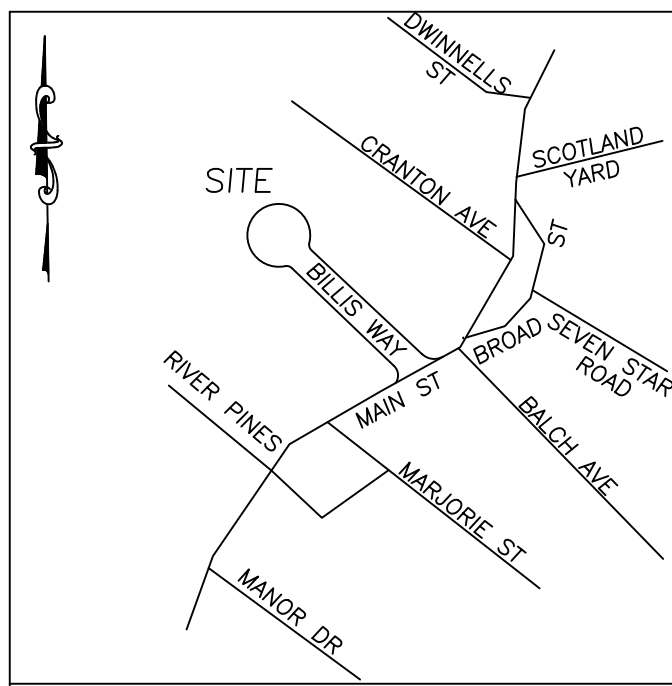 DWINNELLS
ST
CRANTON AVE
SCOTLAND
YARD
SITE
ST
BILLIS WAY
BROAD
SEVEN STAR
ROAD
RIVER PINES
MAIN ST
BALCH AVE
MARJORIE ST
MANOR DR